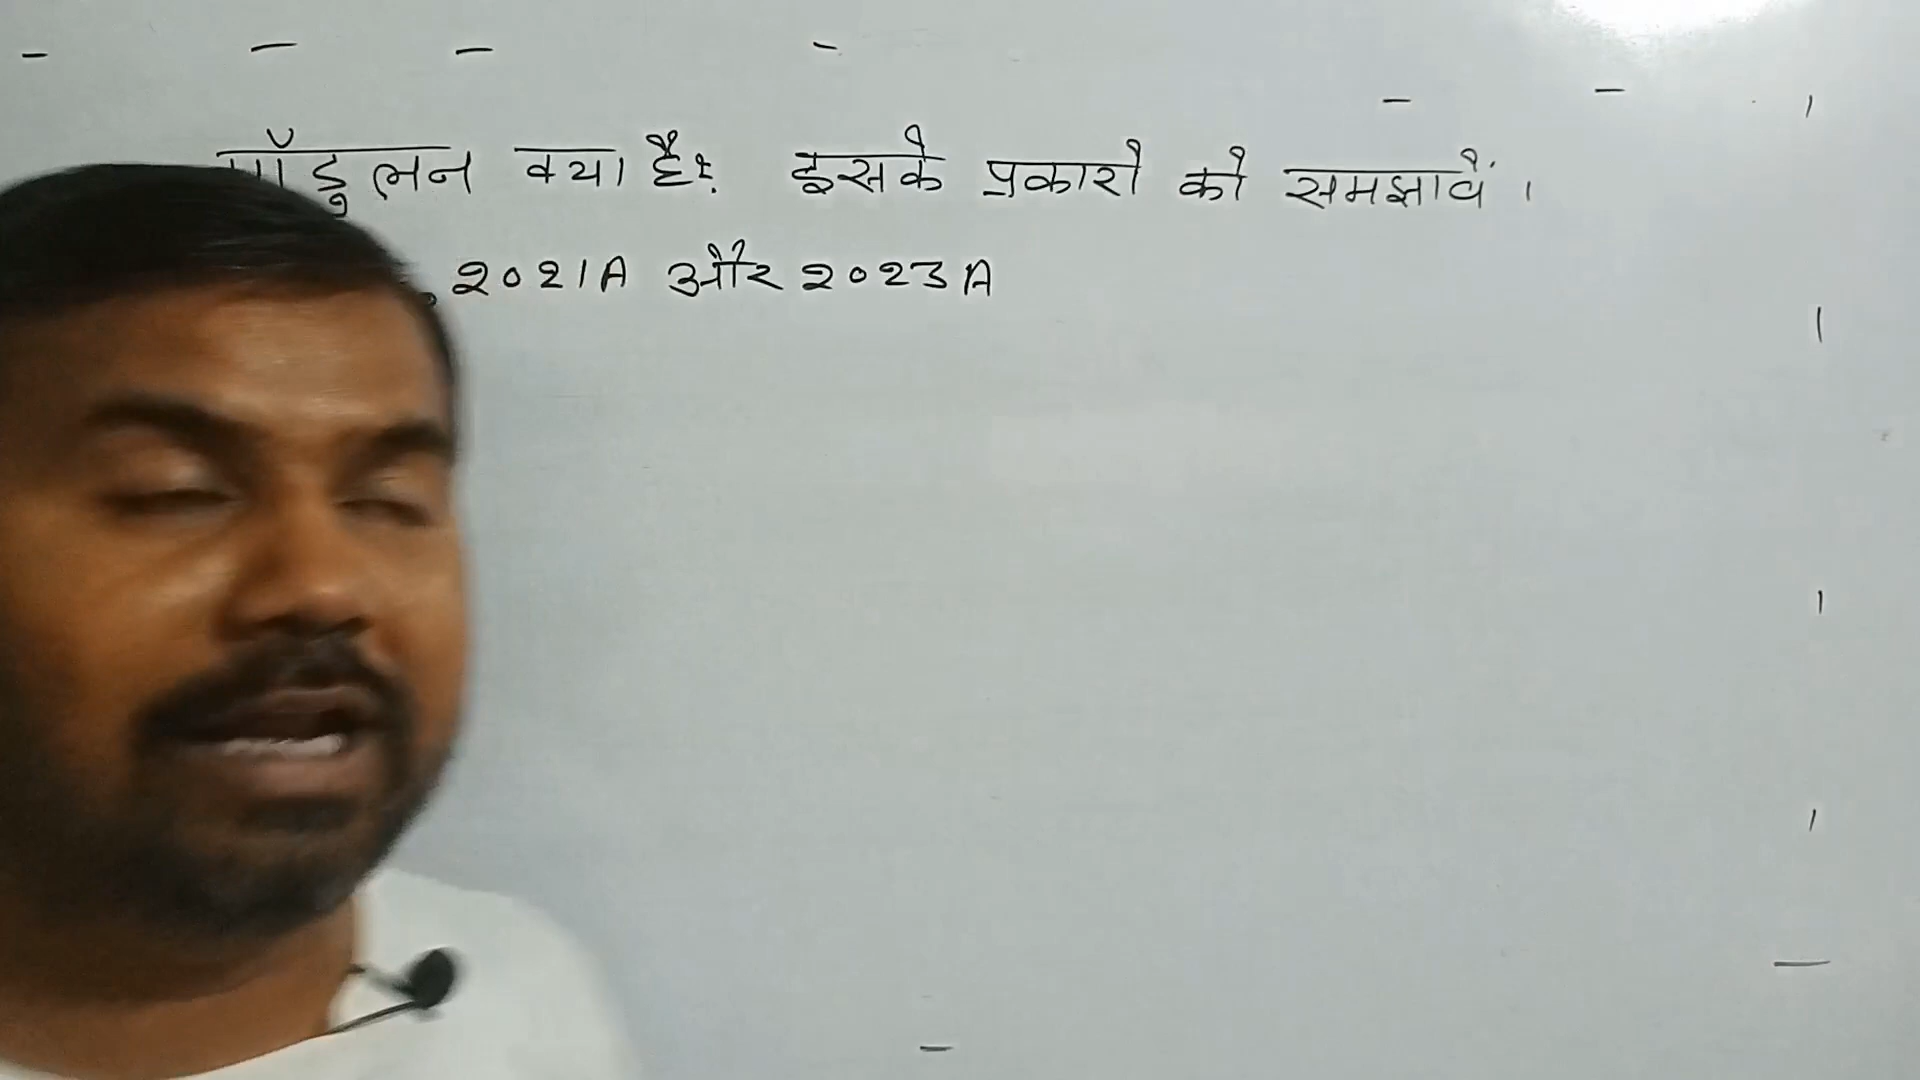 मॉडुलन क्या है? इसके प्रकारो को समझावें ।
2021A और 2023A